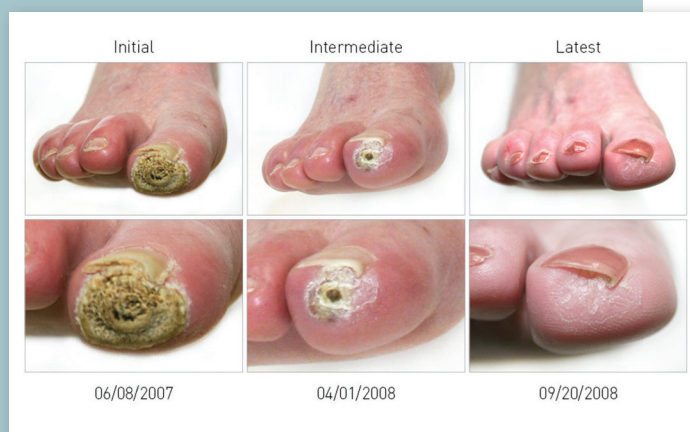 Initial
Intermediate
Latest
06/08/2007
04/01/2008
09/20/2008